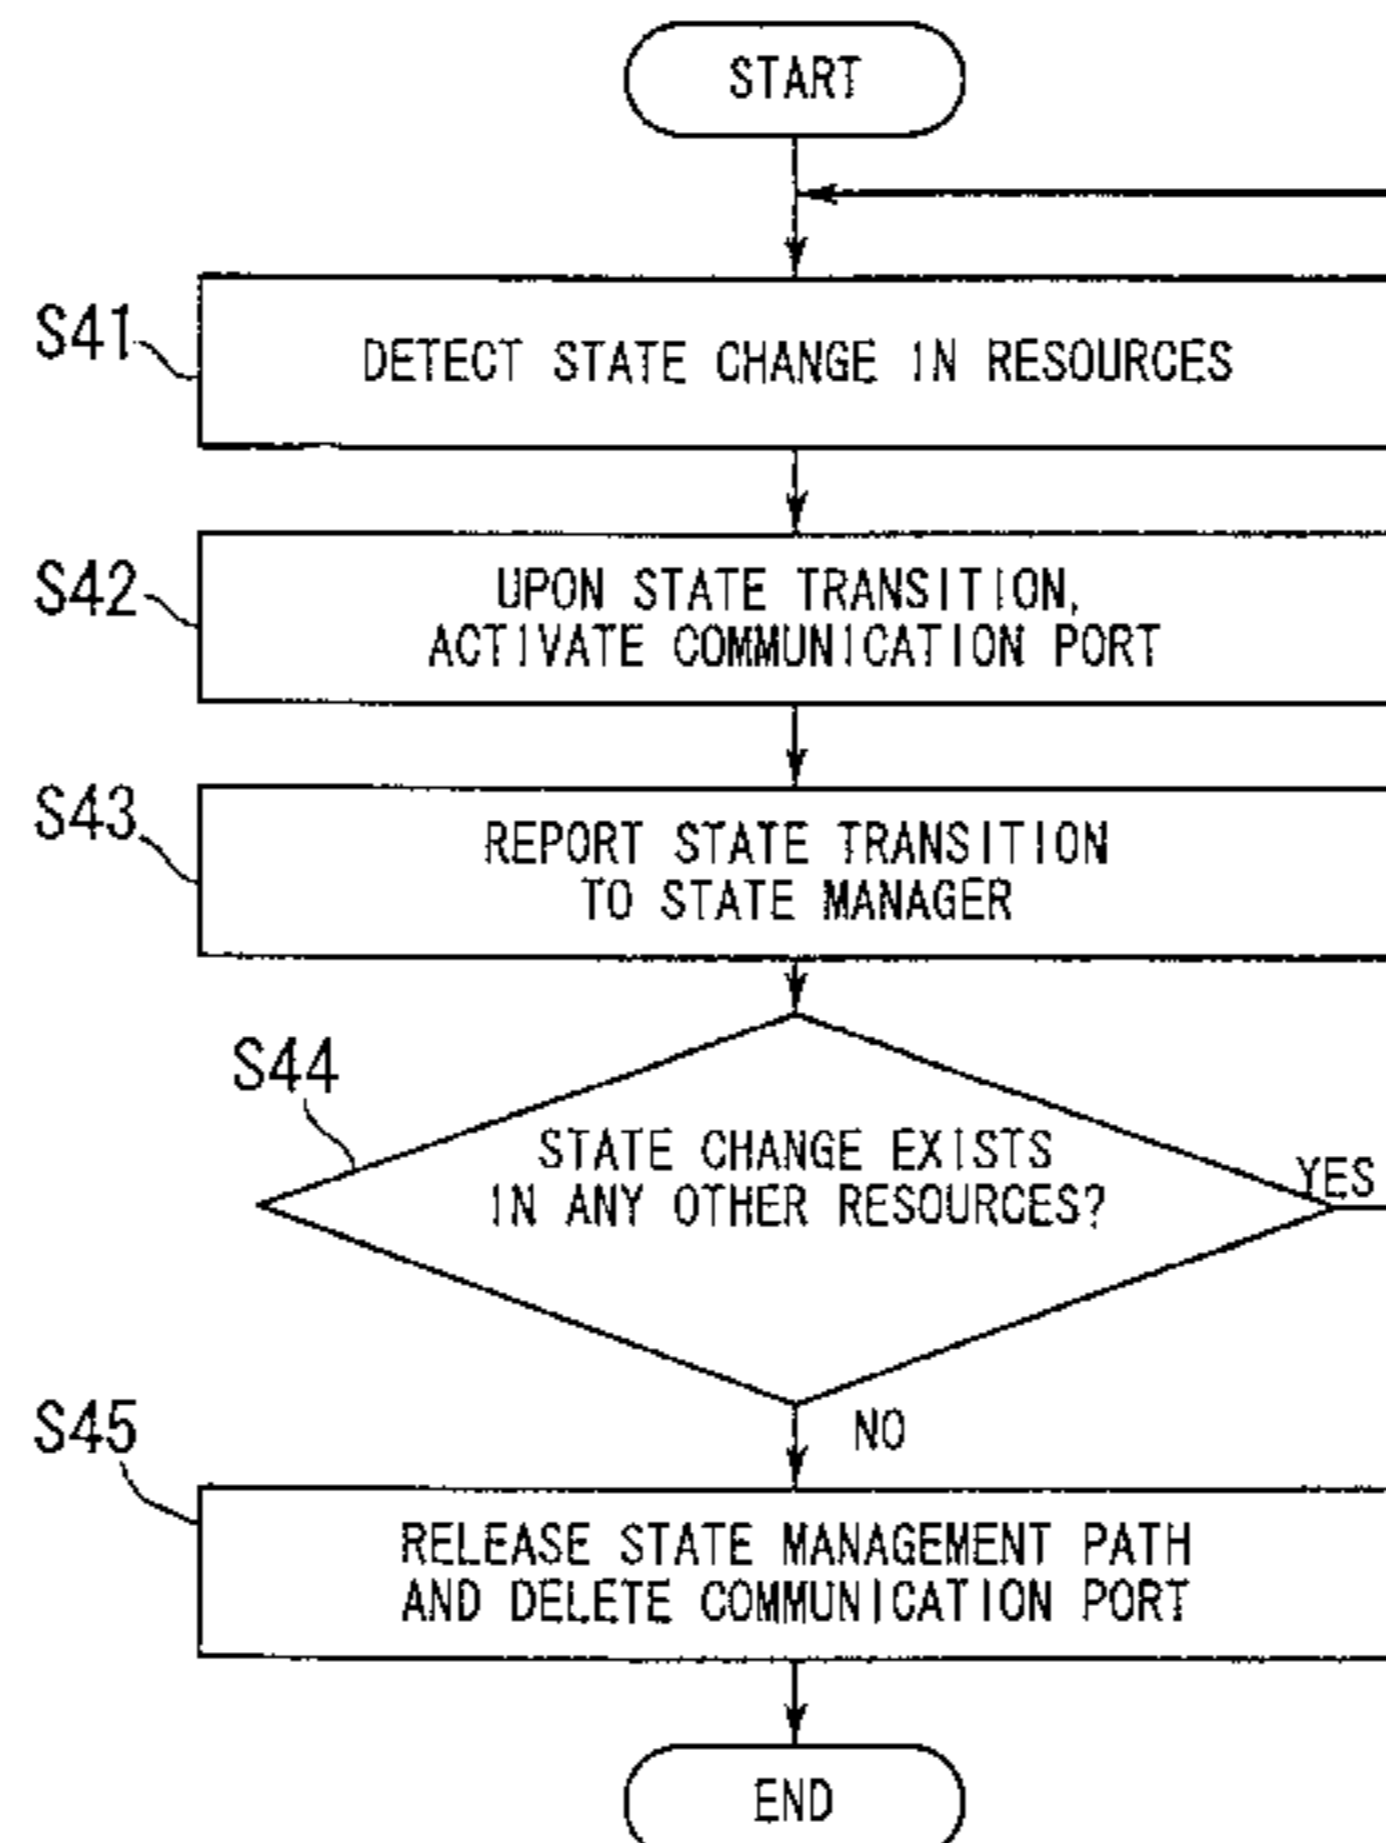 START
S41
DETECT STATE CHANGE IN RESOURCES
S42
UPON STATE TRANSITION,
ACTIVATE COMMUNICATION PORT
S43
REPORT STATE TRANSITION
TO STATE MANAGER
S44
STATE CHANGE EXISTS
IN ANY OTHER RESOURCES?
YES
NO
S45
RELEASE STATE MANAGEMENT PATH
AND DELETE COMMUNICATION PORT
END